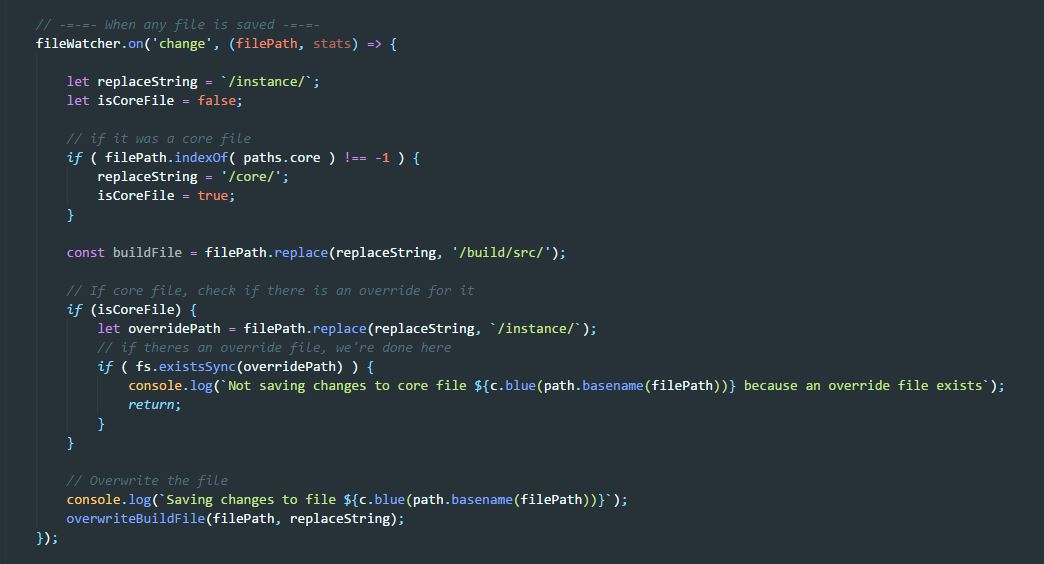 // -=-=- When any file is saved -=-=-
fileWatcher.on('change', (filePath, stats) => {
let replaceString = `/instance/`;
let isCoreFile = false;
// if it was a core file
if ( filePath.indexOf( paths.core ) !== -1 ) {
replaceString = '/core/';
isCoreFile = true;
}
const buildFile = filePath.replace(replaceString, '/build/src/');
// If core file, check if there is an override for it
if (isCoreFile) {
let overridePath = filePath.replace(replaceString, `/instance/`);
// if theres an override file, we're done here
if ( fs.existsSync(overridePath) ) {
console.log(`Not saving changes to core file ${c.blue(path.basename(filePath))} because an override file exists`);
return;
}
}
// Overwrite the file
console.log(`Saving changes to file ${c.blue(path.basename(filePath))}`);
overwriteBuildFile(filePath, replaceString);
});